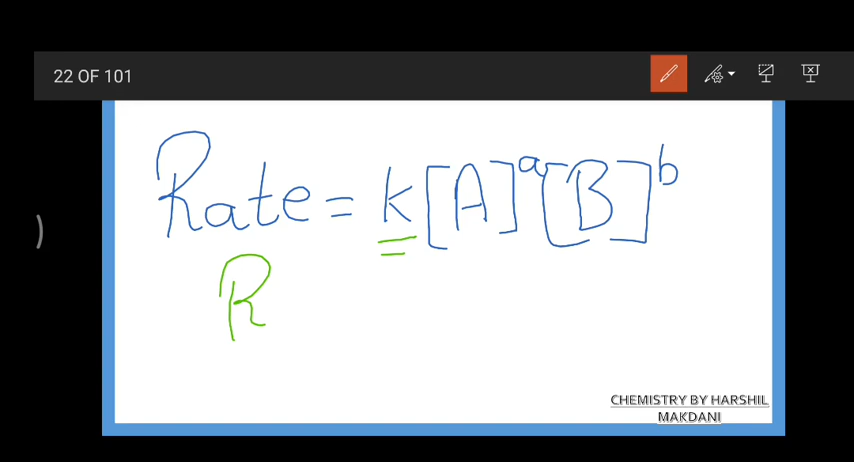 22 OF 101
Rate = k[A]^a[B]^b
R
CHEMISTRY BY HARSHIL
MAKDANI